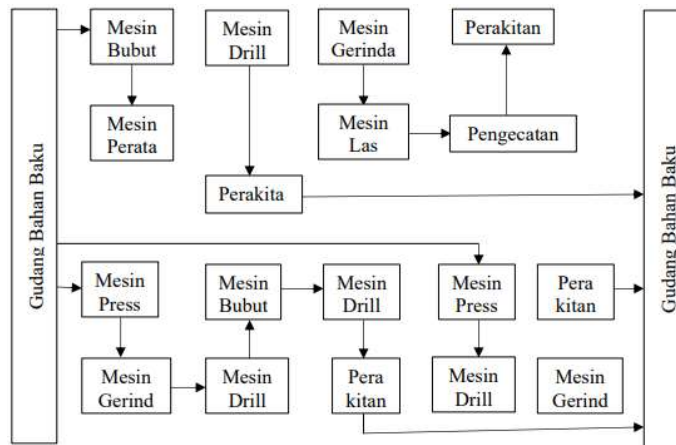 Gudang Bahan Baku
Mesin
Bubut
Mesin
Drill
Mesin
Gerinda
Perakitan
Mesin
Perata
Mesin
Las
Pengecatan
Perakita
Mesin
Press
Mesin
Bubut
Mesin
Drill
Mesin
Press
Pera
kitan
Mesin
Gerind
Mesin
Drill
Pera
kitan
Mesin
Drill
Mesin
Gerind
Gudang Bahan Baku